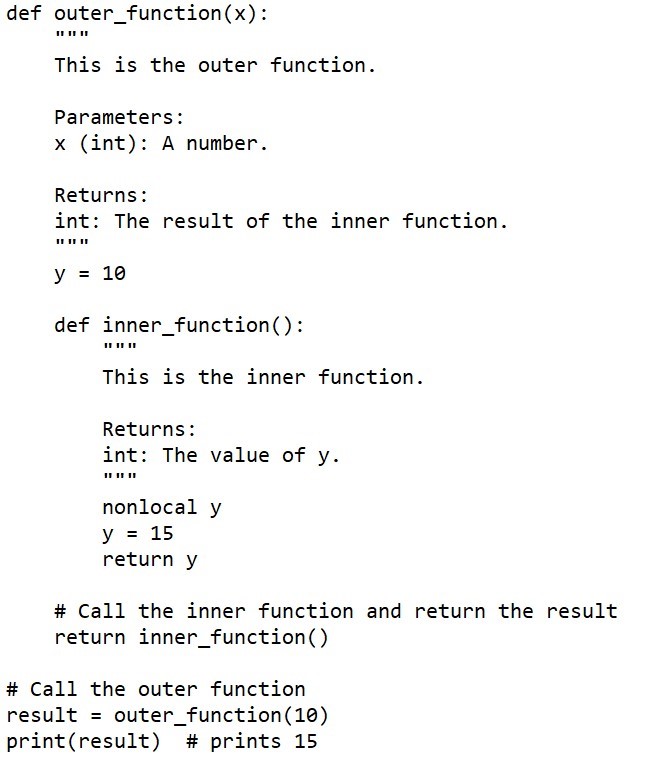 def outer_function(x):
    """
    This is the outer function.

    Parameters:
    x (int): A number.

    Returns:
    int: The result of the inner function.
    """
    y = 10

    def inner_function():
        """
        This is the inner function.

        Returns:
        int: The value of y.
        """
        nonlocal y
        y = 15
        return y

    # Call the inner function and return the result
    return inner_function()

# Call the outer function
result = outer_function(10)
print(result)  # prints 15